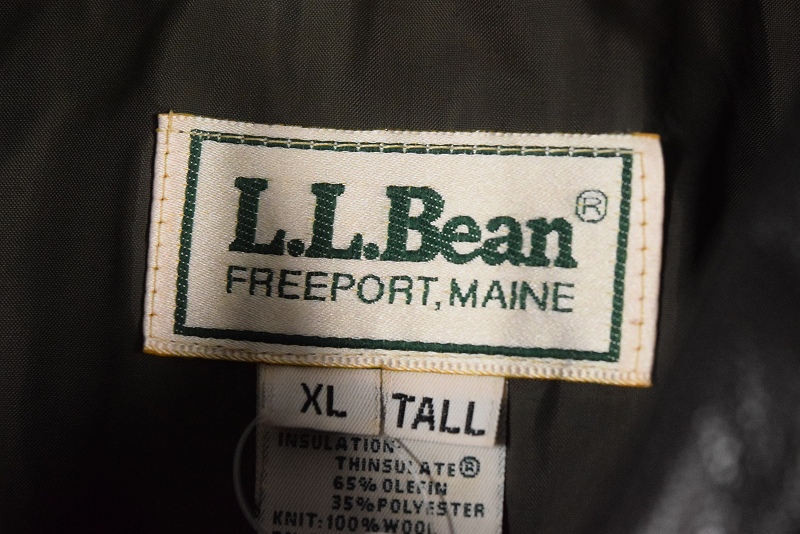 L.L.Bean®
FREEPORT, MAINE
XL TALL
INSULATION-
THINSULATE®
65% OLEFIN
35% POLYESTER
KNIT: 100% WOOL